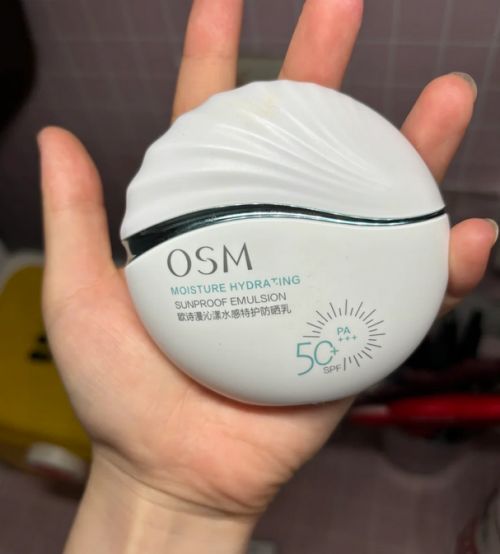 OSM
MOISTURE HYDRATING
SUNPROOF EMULSION
欧诗漫沁漾水感特护防晒乳
50+
SPF
PA
+++